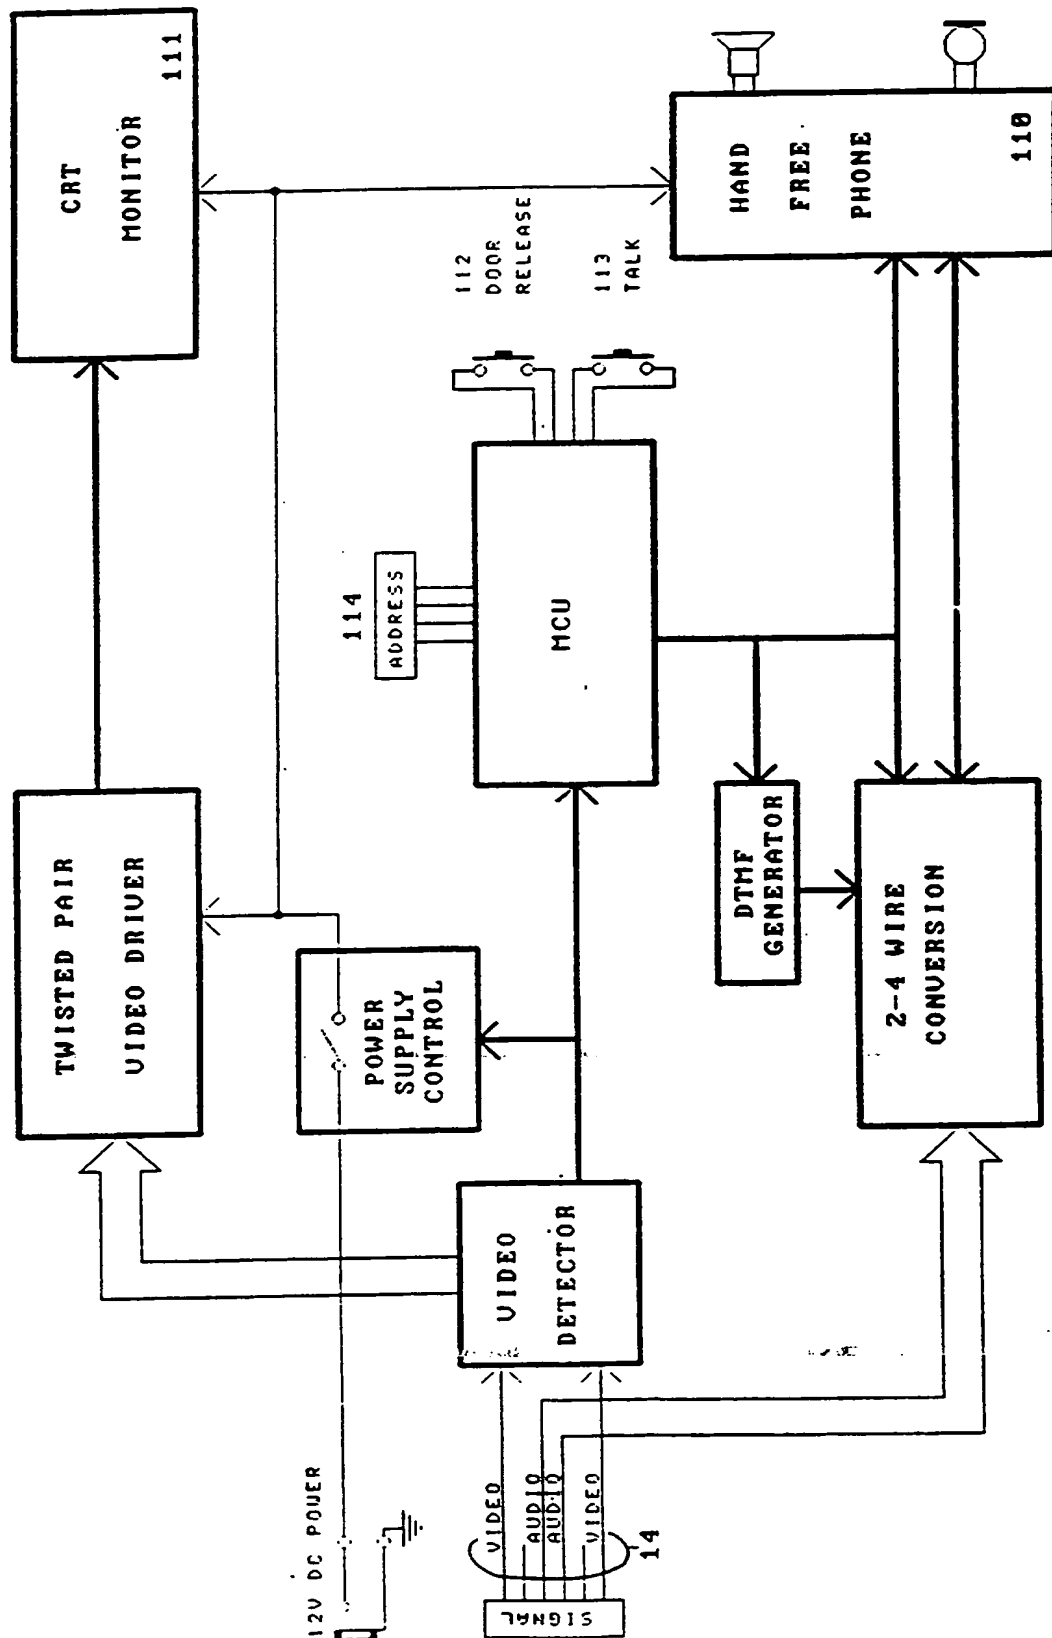 CRT
MONITOR
111
TWISTED PAIR
VIDEO DRIVER
12V DC POWER
POWER
SUPPLY
CONTROL
114
ADDRESS
112
DOOR
RELEASE
113
TALK
MCU
VIDEO
DETECTOR
SIGNAL
VIDEO
AUDIO
AUDIO
VIDEO
14
DTMF
GENERATOR
2-4 WIRE
CONVERSION
HAND
FREE
PHONE
110